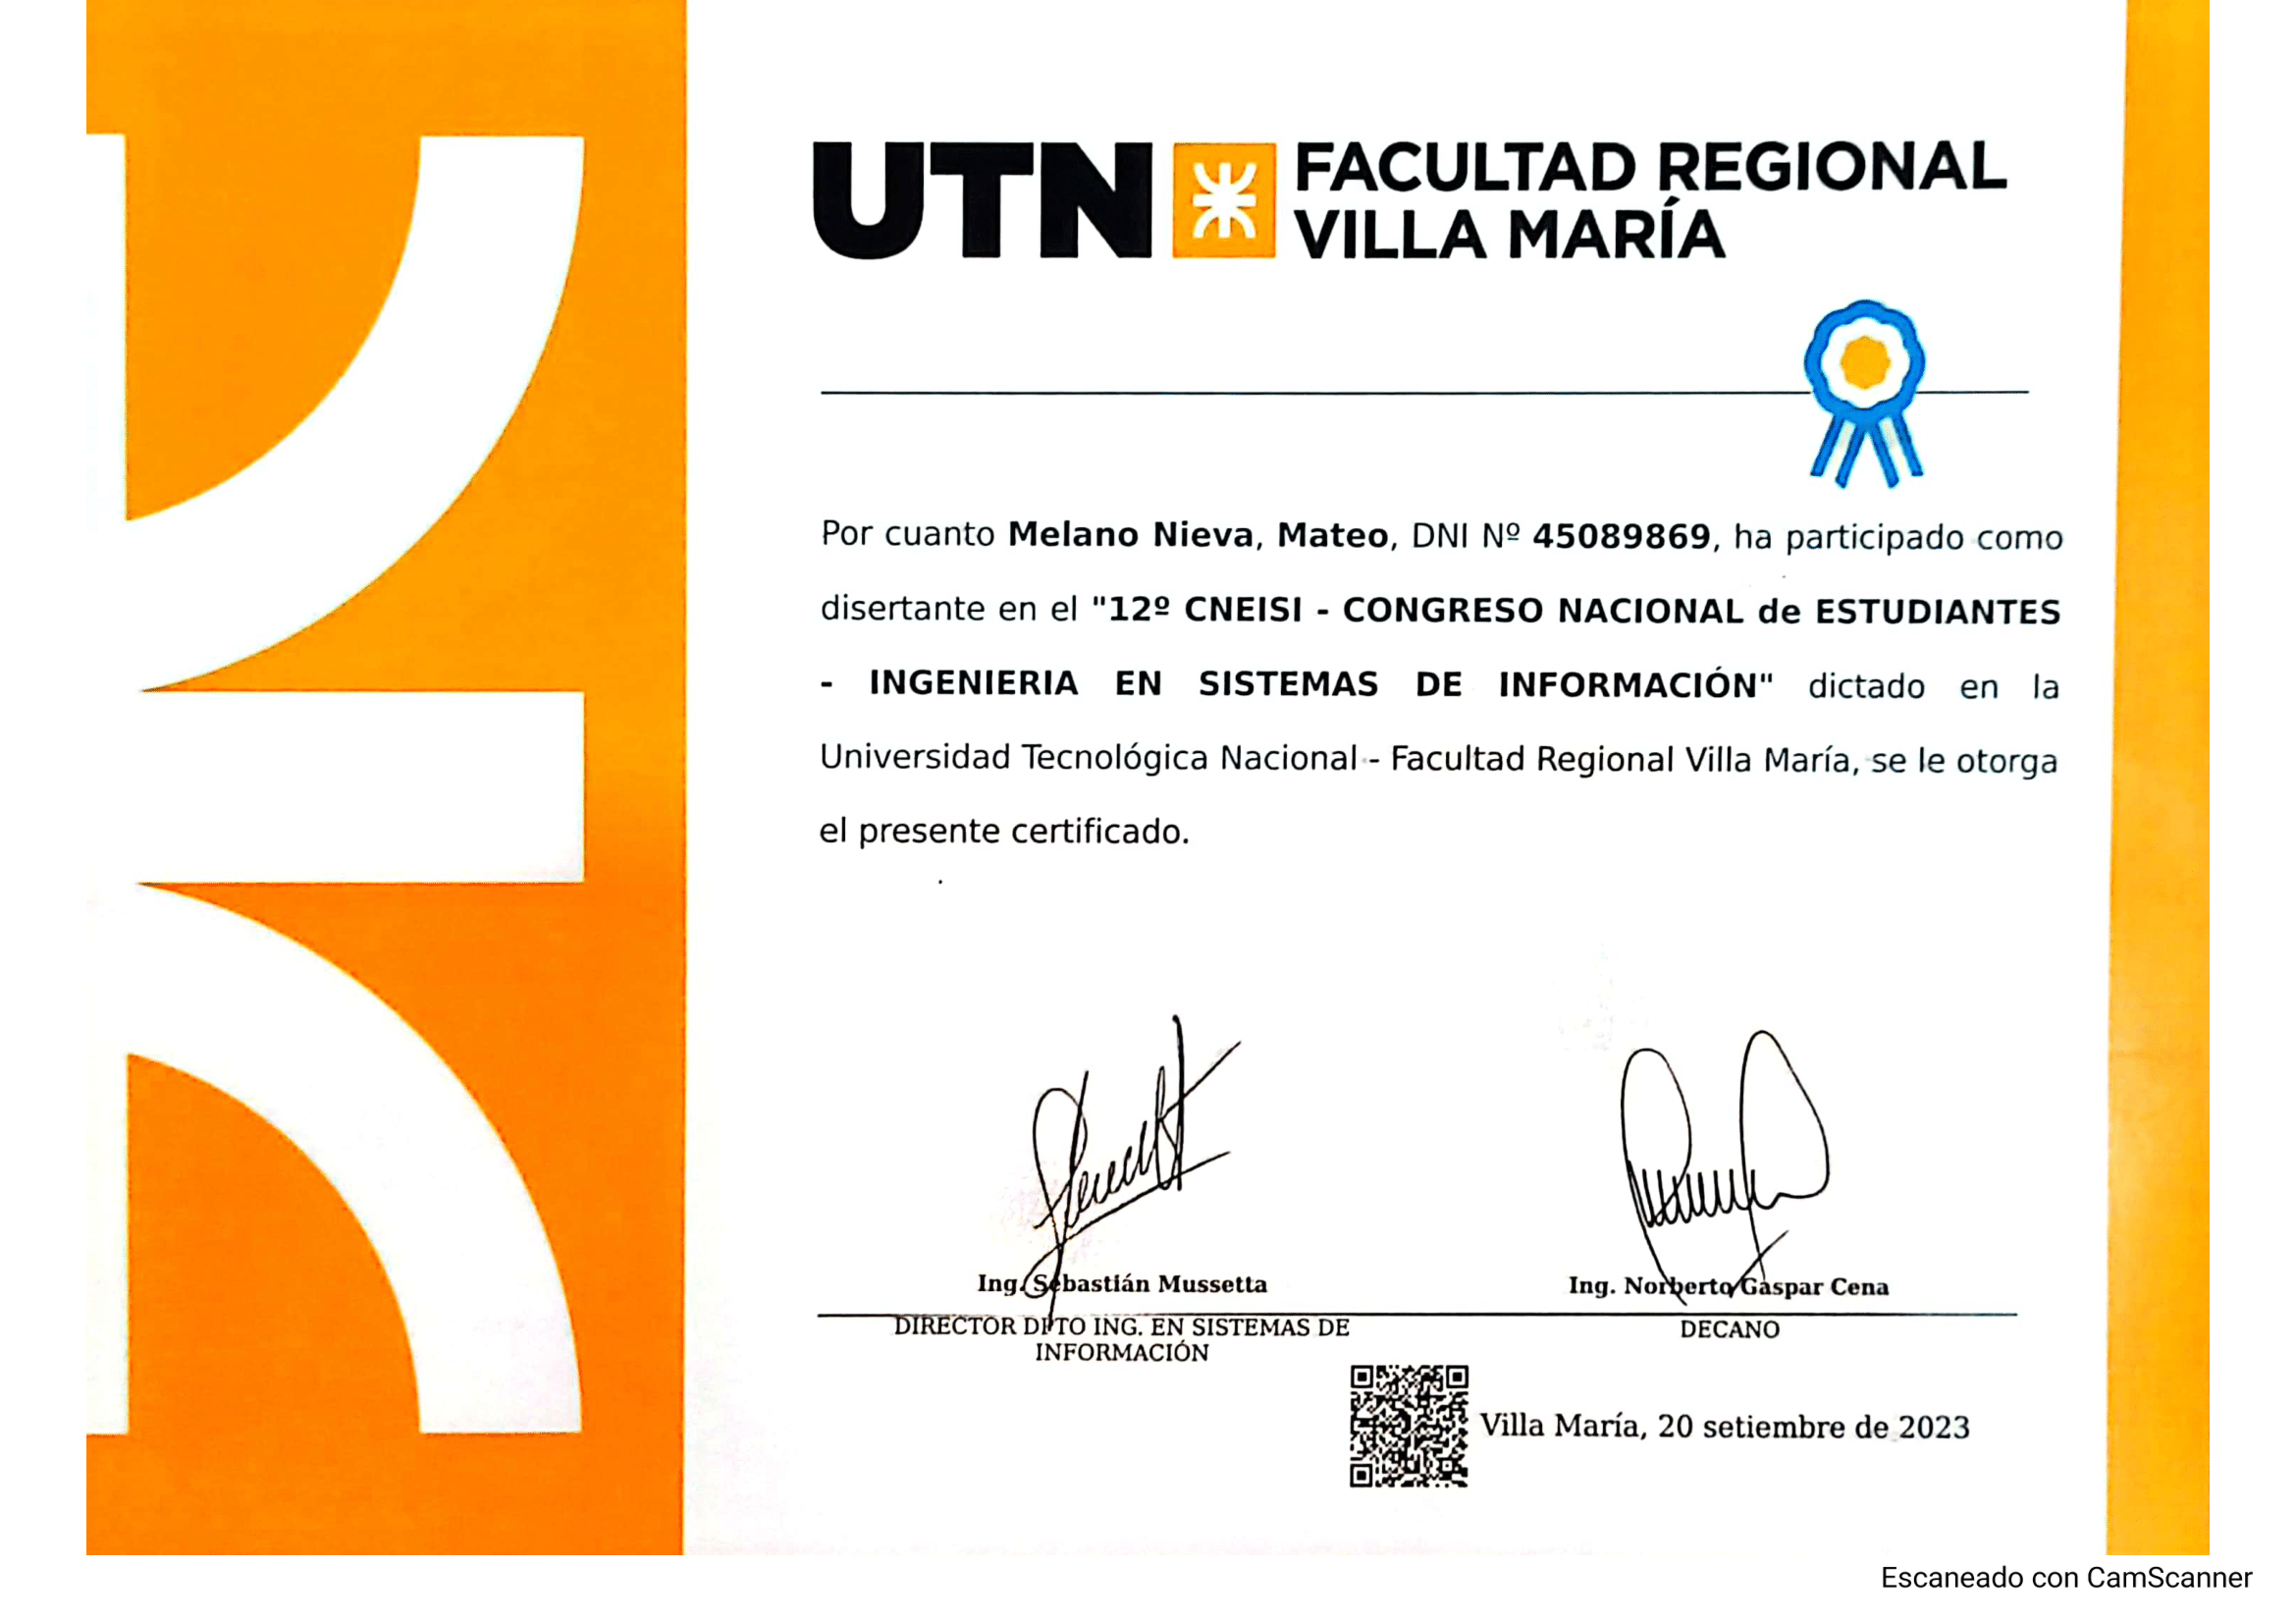 UTN FACULTAD REGIONAL
VILLA MARÍA
Por cuanto Melano Nieva, Mateo, DNI Nº 45089869, ha participado como
disertante en el "12º CNEISI - CONGRESO NACIONAL de ESTUDIANTES
- INGENIERIA EN SISTEMAS DE INFORMACIÓN" dictado en la
Universidad Tecnológica Nacional - Facultad Regional Villa María, se le otorga
el presente certificado.
Ing. Sebastián Mussetta
DIRECTOR DPTO ING. EN SISTEMAS DE
INFORMACIÓN
Ing. Norberto Gaspar Cena
DECANO
Villa María, 20 setiembre de 2023
Escaneado con CamScanner